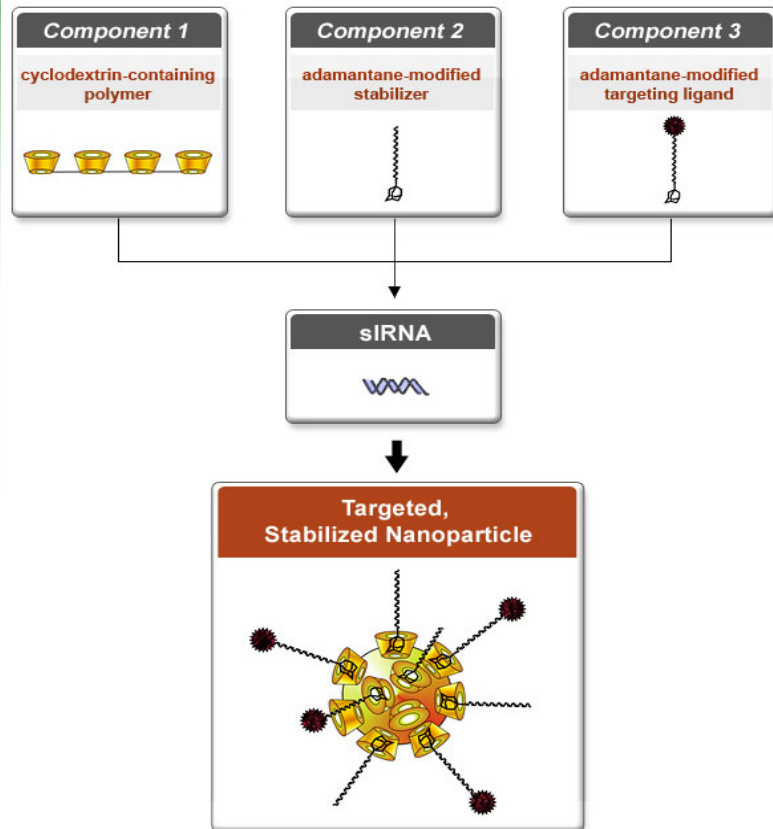 Component 1
cyclodextrin-containing
polymer
Component 2
adamantane-modified
stabilizer
Component 3
adamantane-modified
targeting ligand
sIRNA
Targeted,
Stabilized Nanoparticle